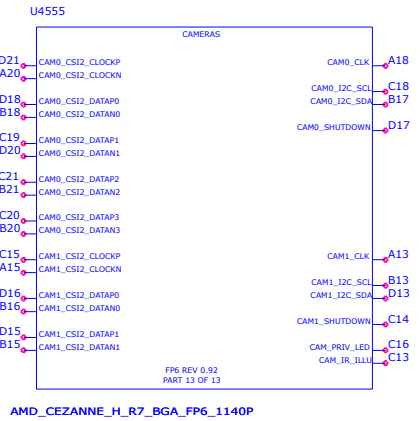 U4555
CAMERAS
D21 CAM0_CSI2_CLOCKP CAM0_CLK A18
A20 CAM0_CSI2_CLOCKN
CAM0_I2C_SCL C18
D18 CAM0_CSI2_DATAP0 CAM0_I2C_SDA B17
B18 CAM0_CSI2_DATAN0
CAM0_SHUTDOWN D17
C19 CAM0_CSI2_DATAP1
D20 CAM0_CSI2_DATAN1
C21 CAM0_CSI2_DATAP2
B21 CAM0_CSI2_DATAN2
C20 CAM0_CSI2_DATAP3
B20 CAM0_CSI2_DATAN3
C15 CAM1_CSI2_CLOCKP CAM1_CLK A13
A15 CAM1_CSI2_CLOCKN
CAM1_I2C_SCL B13
D16 CAM1_CSI2_DATAP0 CAM1_I2C_SDA D13
B16 CAM1_CSI2_DATAN0
CAM1_SHUTDOWN C14
D15 CAM1_CSI2_DATAP1
B15 CAM1_CSI2_DATAN1 CAM_PRIV_LED C16
CAM_IR_ILLU C13
FP6 REV 0.92
PART 13 OF 13
AMD_CEZANNE_H_R7_BGA_FP6_1140P